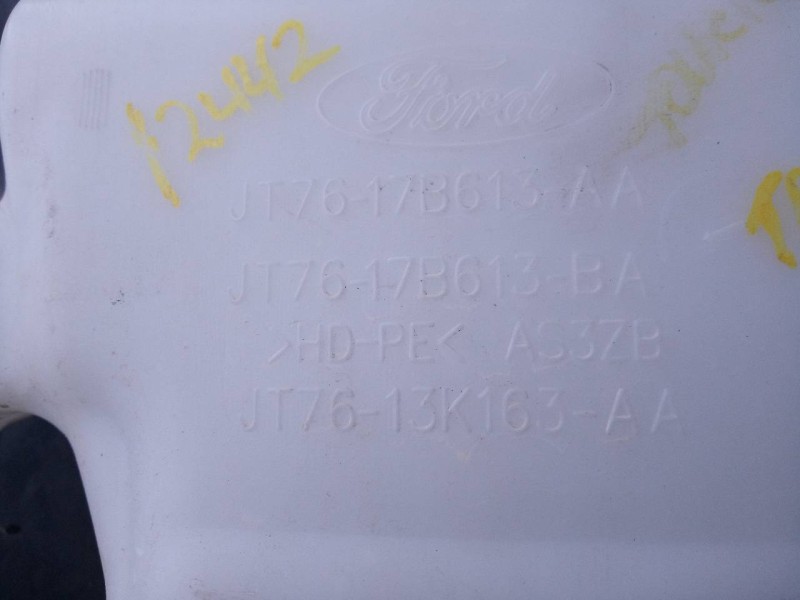 12442
Ford
JT76-17B613-AA
JT76-17B613-BA
>HD-PE< AS3ZB
JT76-13K163-AA